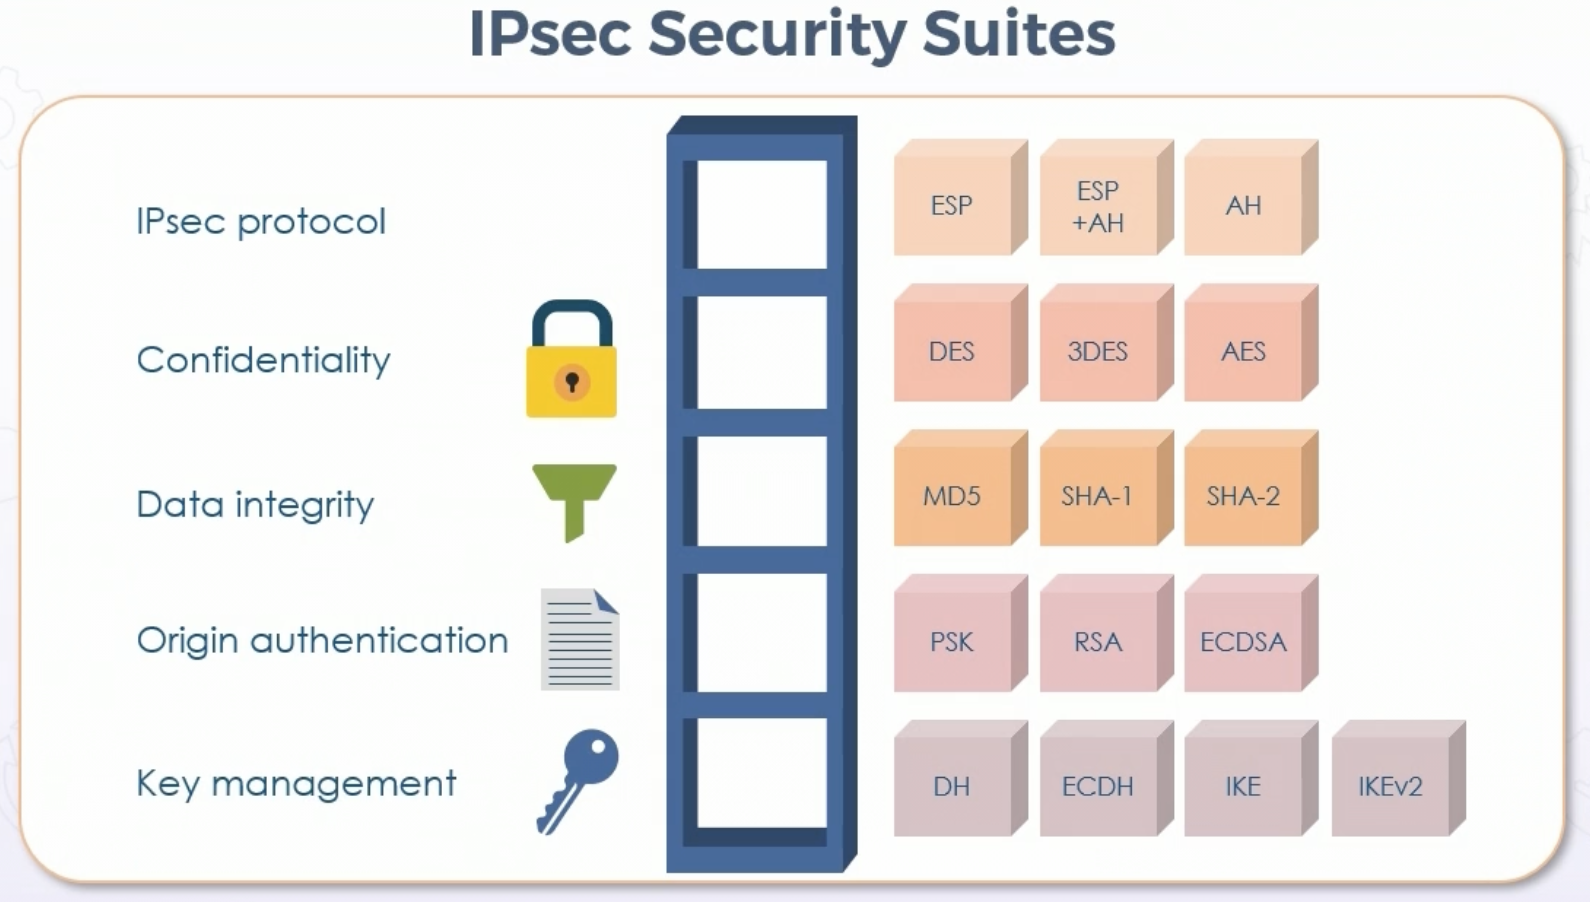 IPsec Security Suites
IPsec protocol
ESP
ESP
+AH
AH
Confidentiality
DES
3DES
AES
Data integrity
MD5
SHA-1
SHA-2
Origin authentication
PSK
RSA
ECDSA
Key management
DH
ECDH
IKE
IKEv2